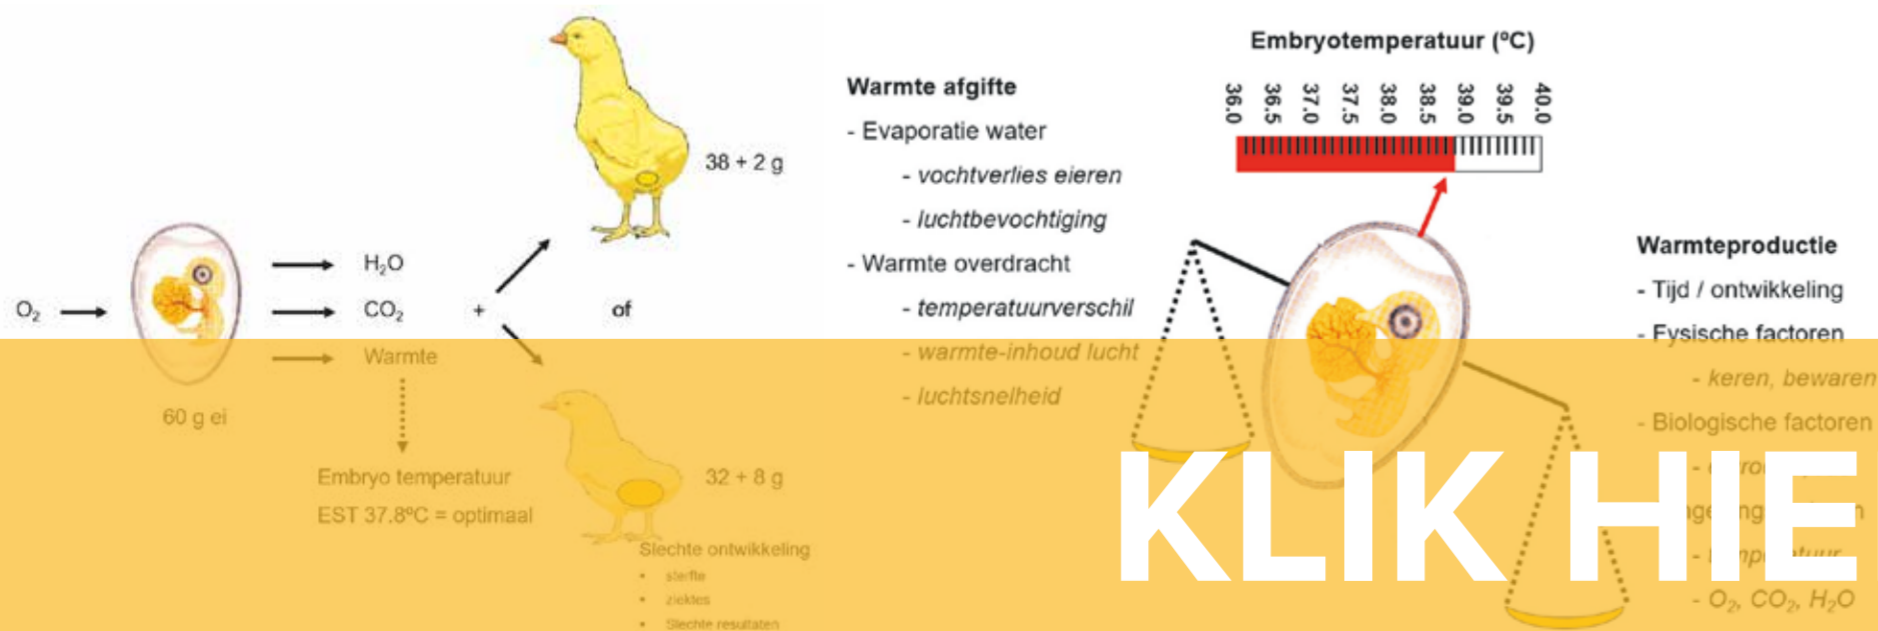 38 + 2 g
O₂
H₂O
CO₂
+
of
Warmte
60 g ei
Embryo temperatuur
EST 37.8ºC = optimaal
32 + 8 g
Slechte ontwikkeling
• sterfte
• ziektes
• Slechte resultaten
Warmte afgifte
- Evaporatie water
- vochtverlies eieren
- luchtbevochtiging
- Warmte overdracht
- temperatuurverschil
- warmte-inhoud lucht
- luchtsnelheid
Embryotemperatuur (ºC)
36.0 36.5 37.0 37.5 38.0 38.5 39.0 39.5 40.0
Warmteproductie
- Tijd / ontwikkeling
- Fysische factoren
- keren, bewaren
- Biologische factoren
- O₂, CO₂, H₂O
KLIK HIE